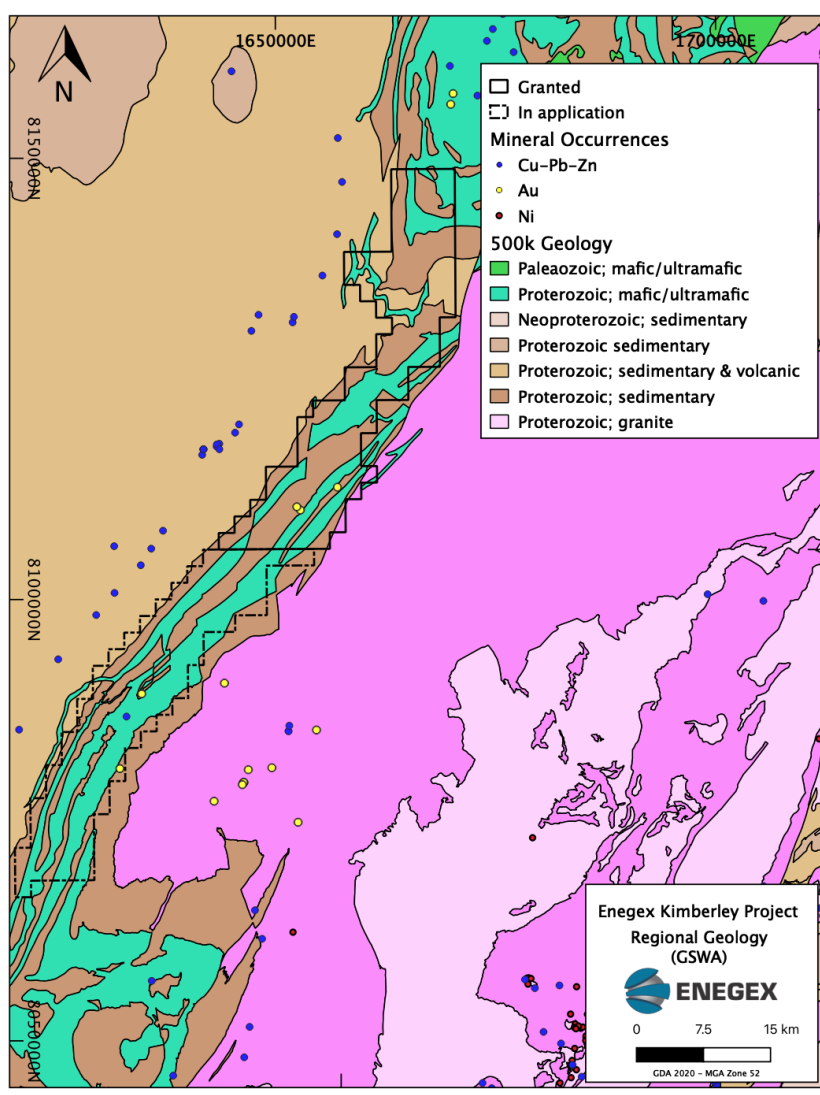 1650000E
1700000E
N
8150000N
8100000N
8050000N
Granted
In application
Mineral Occurrences
Cu-Pb-Zn
Au
Ni
500k Geology
Paleaozoic; mafic/ultramafic
Proterozoic; mafic/ultramafic
Neoproterozoic; sedimentary
Proterozoic sedimentary
Proterozoic; sedimentary & volcanic
Proterozoic; sedimentary
Proterozoic; granite
Enegex Kimberley Project
Regional Geology
(GSWA)
ENEGEX
0 7.5 15 km
GDA 2020 - MGA Zone 52